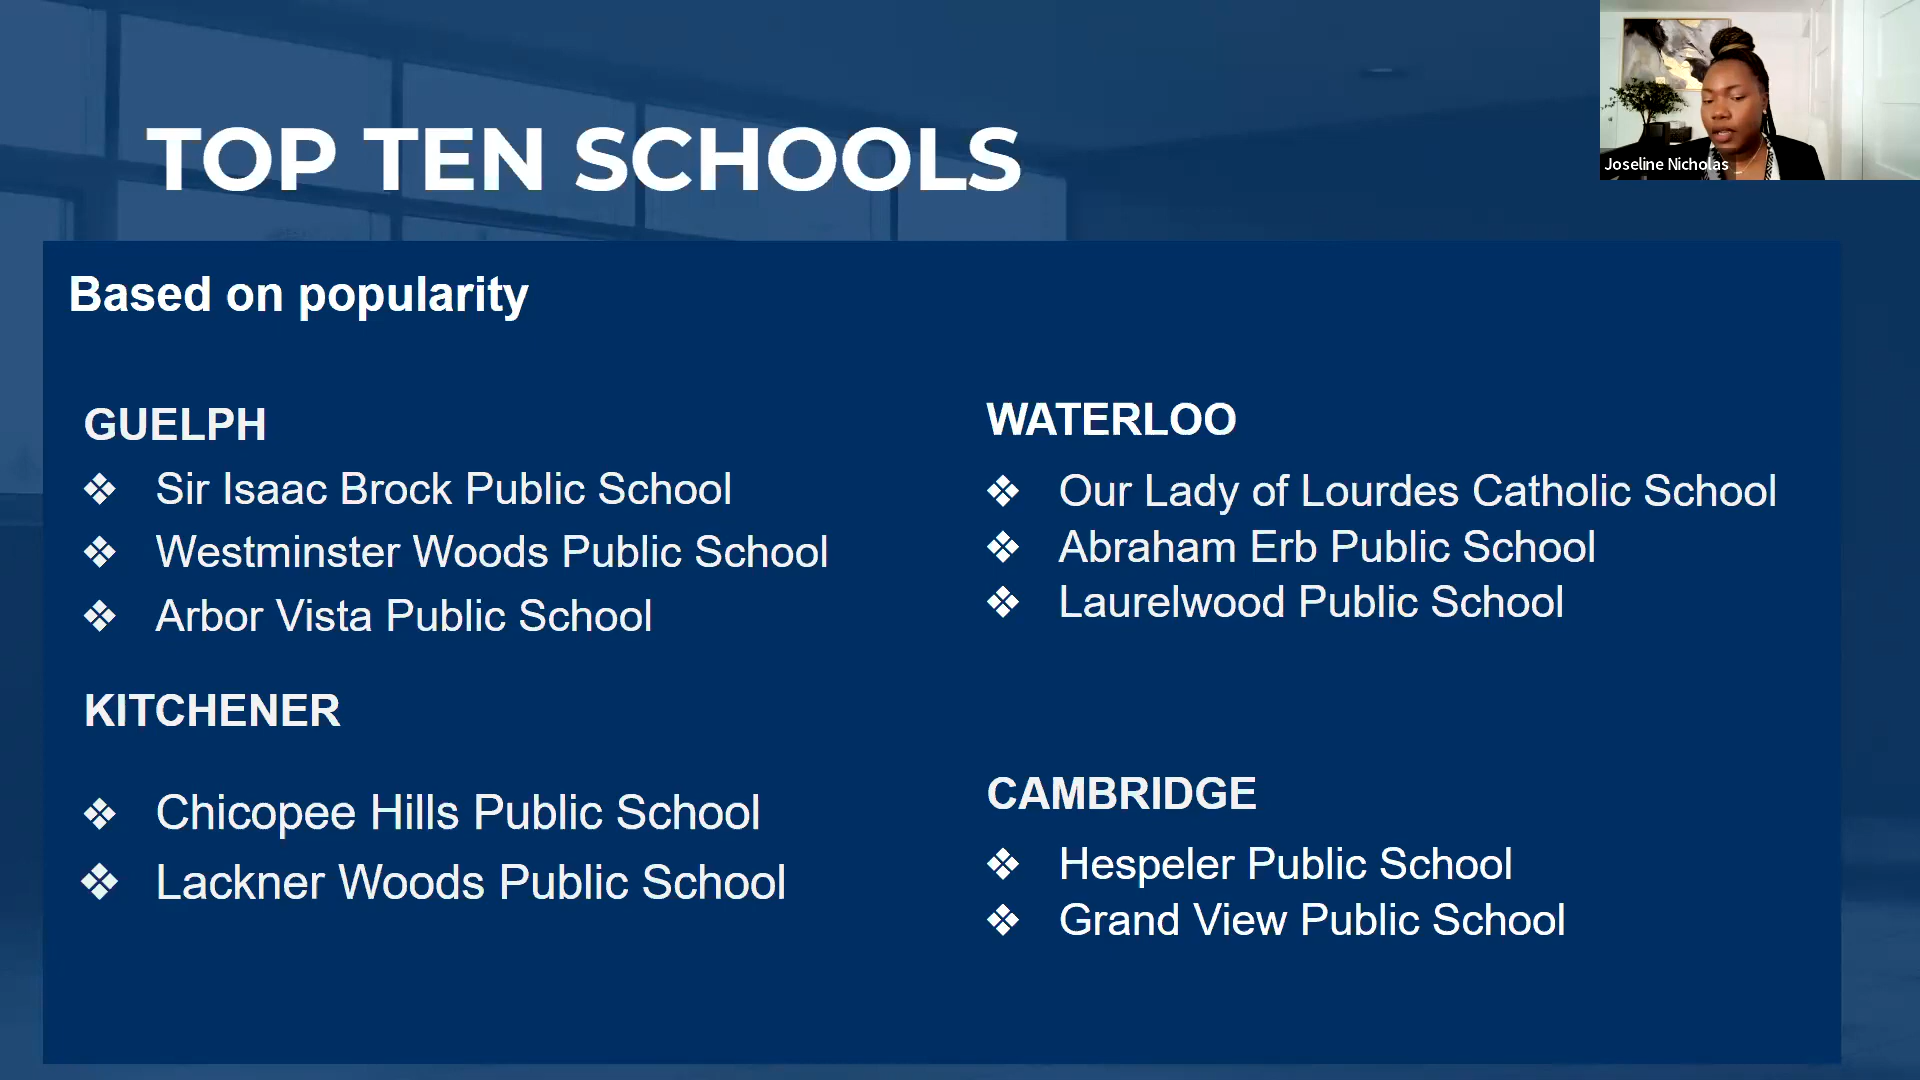 TOP TEN SCHOOLS
Joseline Nicholas
Based on popularity
GUELPH
❖ Sir Isaac Brock Public School
❖ Westminster Woods Public School
❖ Arbor Vista Public School
KITCHENER
❖ Chicopee Hills Public School
❖ Lackner Woods Public School
WATERLOO
❖ Our Lady of Lourdes Catholic School
❖ Abraham Erb Public School
❖ Laurelwood Public School
CAMBRIDGE
❖ Hespeler Public School
❖ Grand View Public School